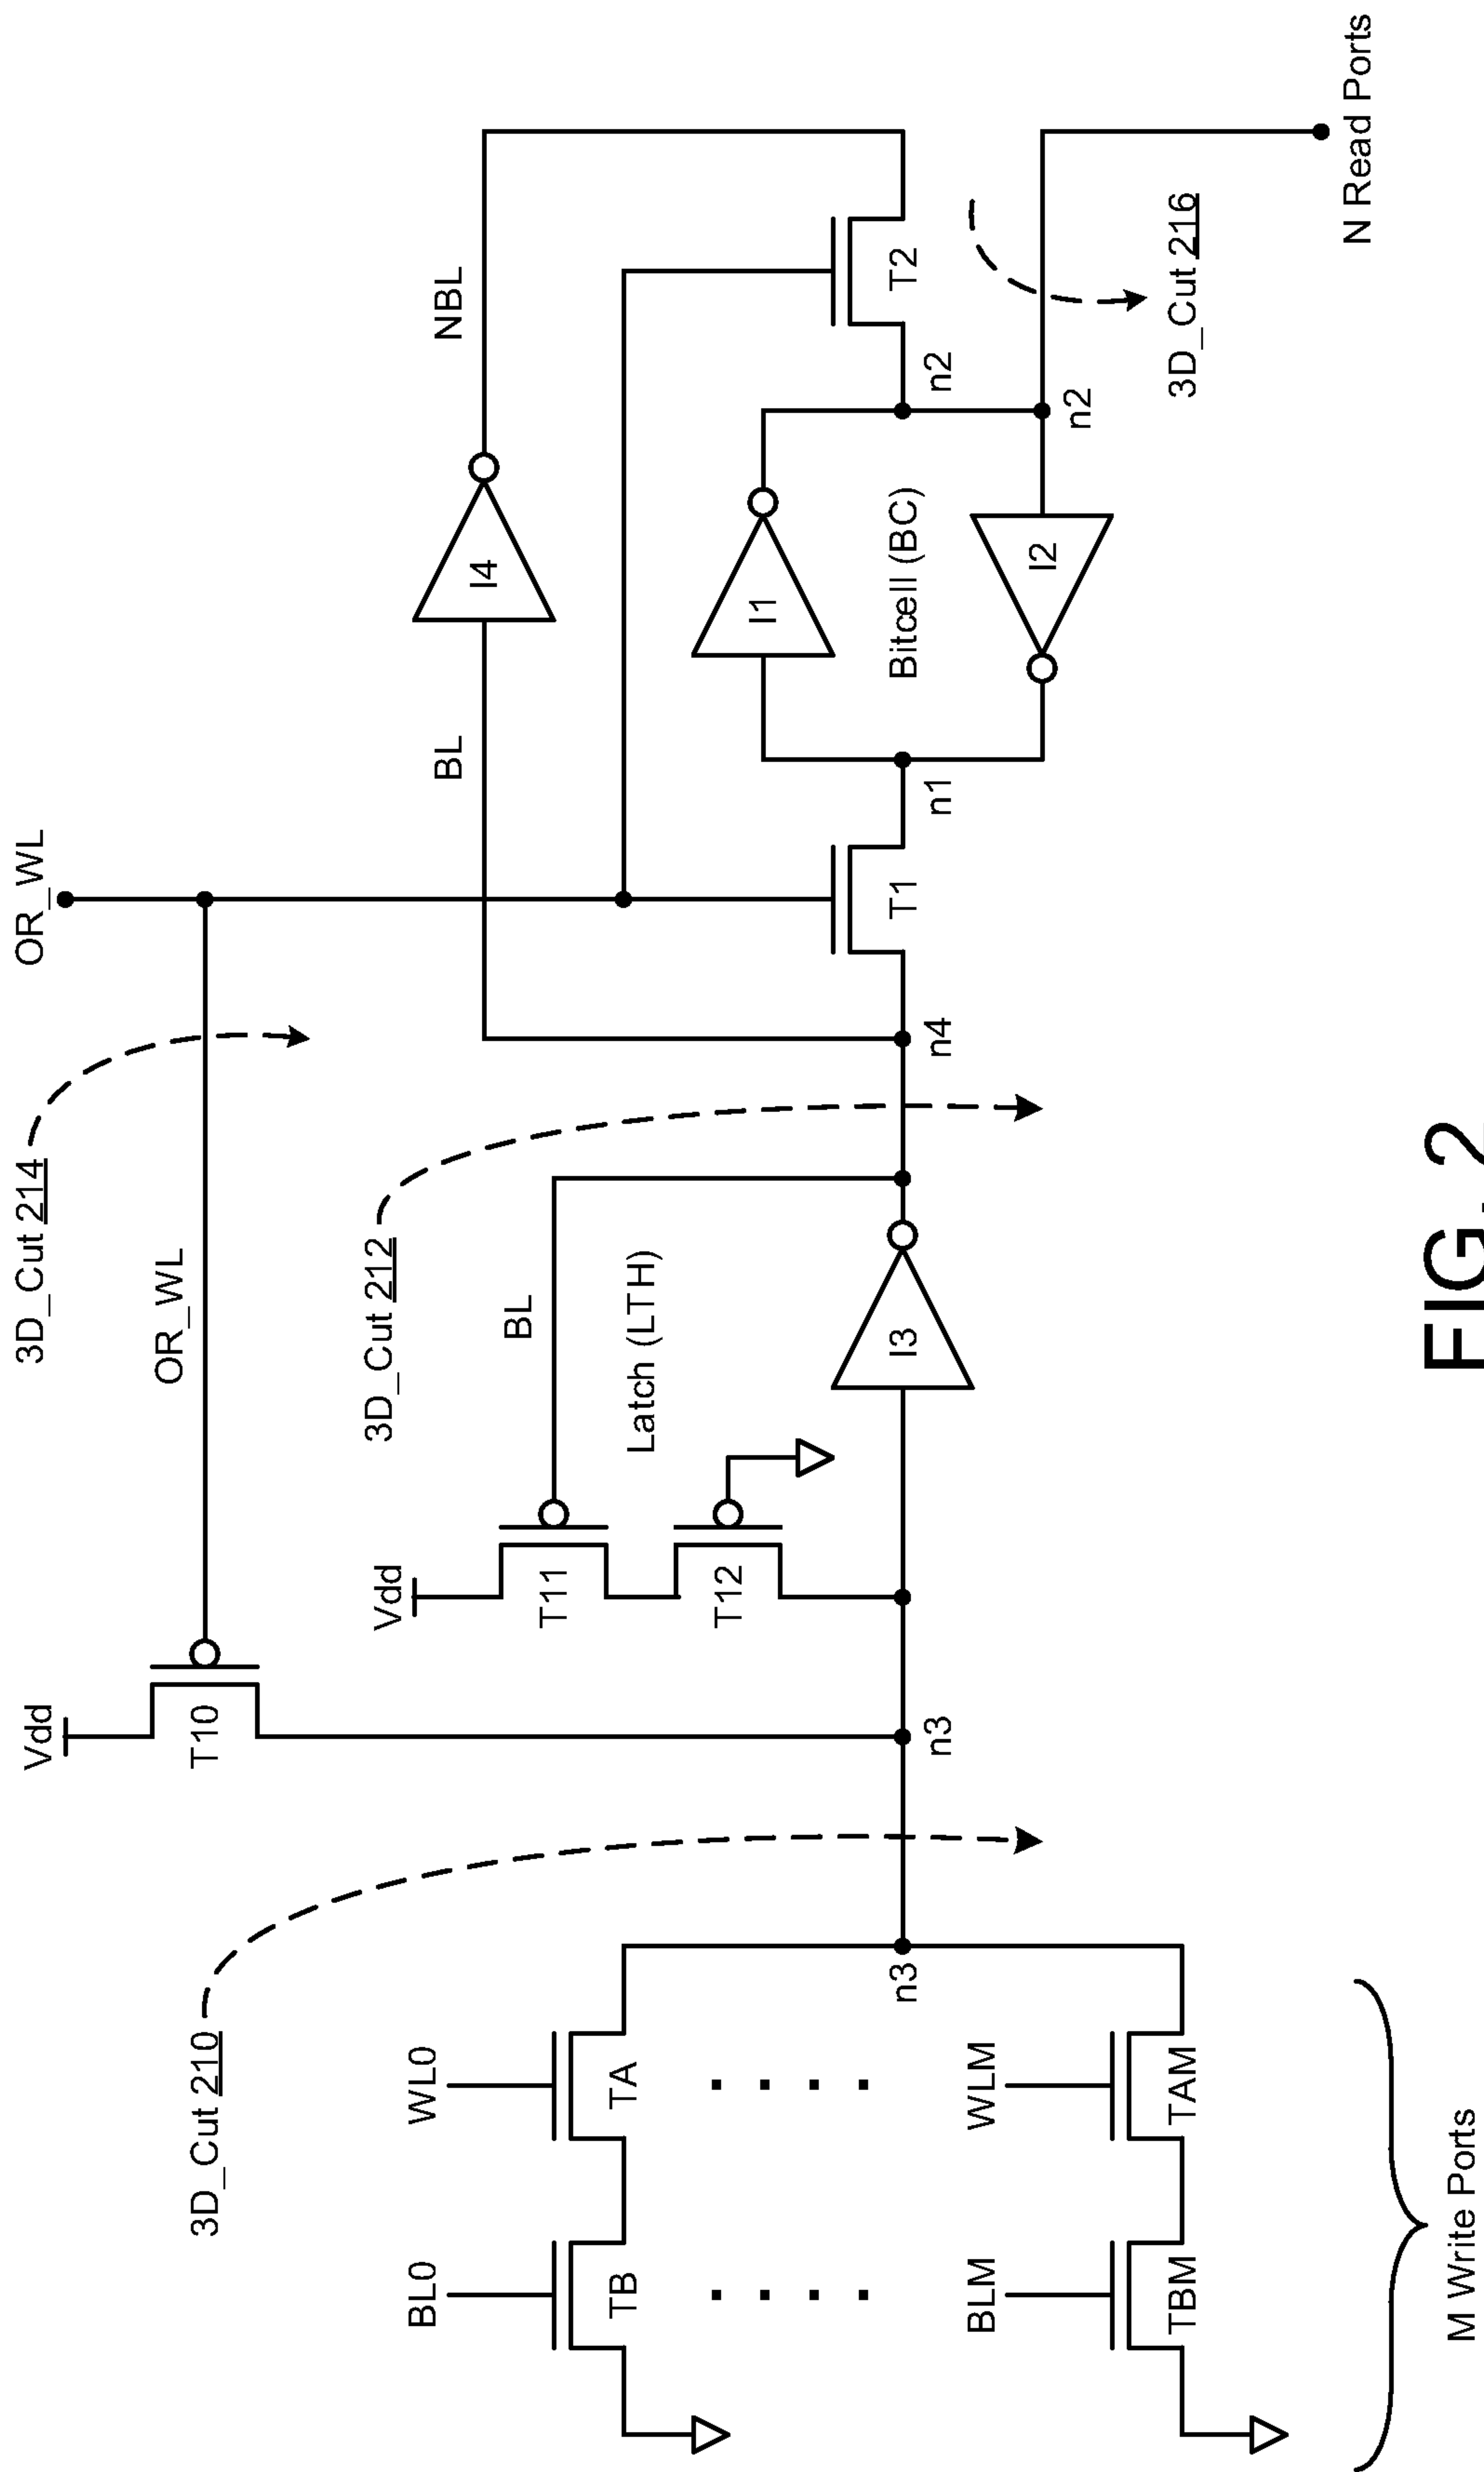 OR_WL
3D_Cut 214
Vdd
OR_WL
T10
3D_Cut 212
BL
NBL
I4
Vdd
BL
T11
Latch (LTH)
T12
I1
T2
3D_Cut 210
WL0
BL0
TA
TB
n3
n3
I3
n4
T1
n1
Bitcell (BC)
n2
I2
n2
3D_Cut 216
WLM
BLM
TAM
TBM
N Read Ports
M Write Ports
FIG. 2